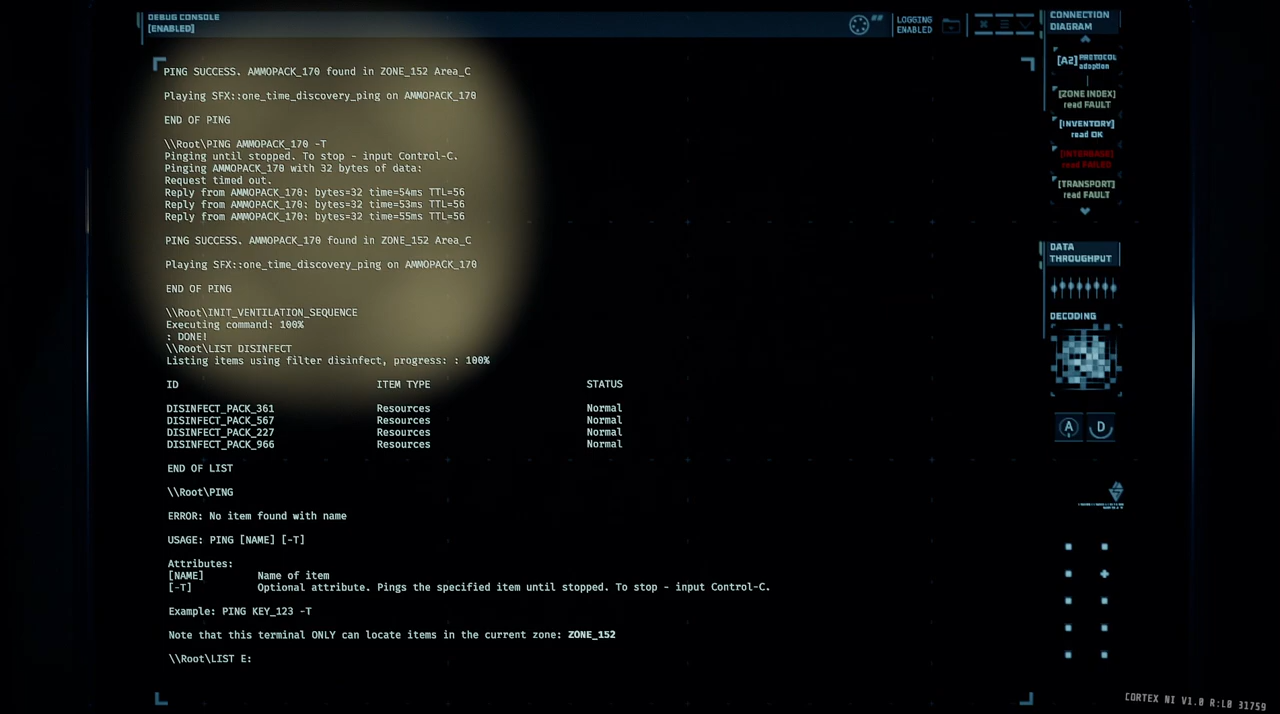 DEBUG CONSOLE
[ENABLED]
LOGGING
ENABLED
CONNECTION
DIAGRAM
PING SUCCESS. AMMOPACK_170 found in ZONE_152 Area_C
Playing SFX::one_time_discovery_ping on AMMOPACK_170
END OF PING
\\Root\PING AMMOPACK_170 -T
Pinging until stopped. To stop - input Control-C.
Pinging AMMOPACK_170 with 32 bytes of data:
Request timed out.
Reply from AMMOPACK_170: bytes=32 time=54ms TTL=56
Reply from AMMOPACK_170: bytes=32 time=53ms TTL=56
Reply from AMMOPACK_170: bytes=32 time=55ms TTL=56
PING SUCCESS. AMMOPACK_170 found in ZONE_152 Area_C
Playing SFX::one_time_discovery_ping on AMMOPACK_170
END OF PING
\\Root\INIT_VENTILATION_SEQUENCE
Executing command: 100%
: DONE!
\\Root\LIST DISINFECT
Listing items using filter disinfect, progress: : 100%
ID ITEM TYPE STATUS
DISINFECT_PACK_361 Resources Normal
DISINFECT_PACK_567 Resources Normal
DISINFECT_PACK_227 Resources Normal
DISINFECT_PACK_966 Resources Normal
END OF LIST
\\Root\PING
ERROR: No item found with name
USAGE: PING [NAME] [-T]
Attributes:
[NAME] Name of item
[-T] Optional attribute. Pings the specified item until stopped. To stop - input Control-C.
Example: PING KEY_123 -T
Note that this terminal ONLY can locate items in the current zone: ZONE_152
\\Root\LIST E:
[A2] PROTOCOL
adoption
[ZONE INDEX]
read FAULT
[INVENTORY]
read OK
[INTERBASE]
read FAILED
[TRANSPORT]
read FAULT
DATA
THROUGHPUT
DECODING
A D
CORTEX NI V1.0 R:L0 31759